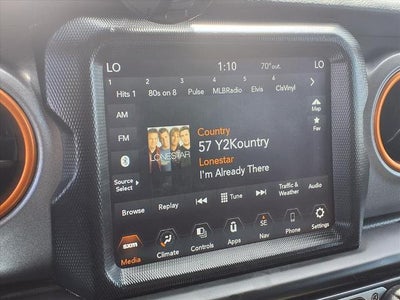 LO 1:10 70°out. LO
1 2 3 4 5 6
Hits 1 80s on 8 Pulse MLBRadio Elvis ClsVinyl
AM
FM
Source
Select
LONESTAR
Country
57 Y2Kountry
Lonestar
I'm Already There
Map
Fav
Browse Replay Tune Traffic &
Weather Audio
sxm
Media Climate Controls Apps SE
Nav Phone Settings